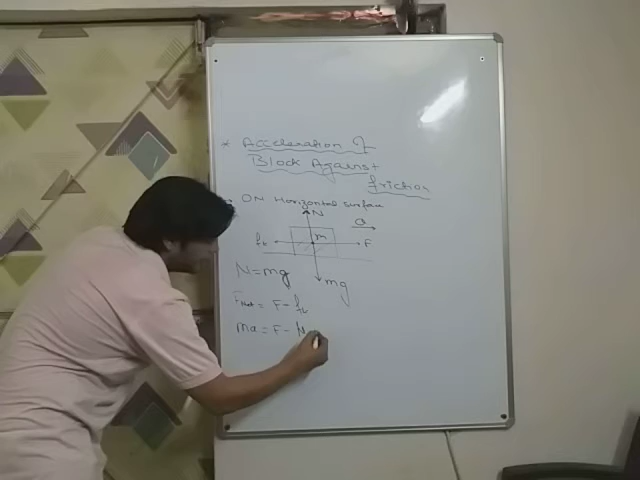 * Acceleration Of
Block Against
friction
ON Horizontal surface
N
a
m
fk
F
mg
N = mg
FNet = F - fk
ma = F -